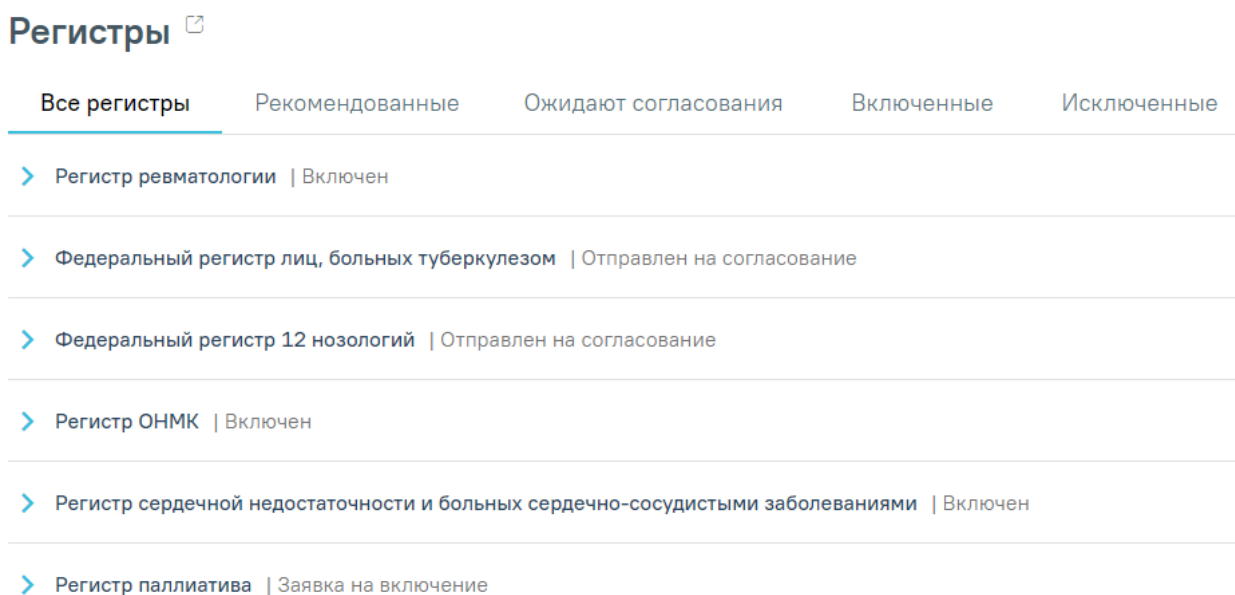 Регистры
Все регистры Рекомендованные Ожидают согласования Включенные Исключенные
Регистр ревматологии | Включен
Федеральный регистр лиц, больных туберкулезом | Отправлен на согласование
Федеральный регистр 12 нозологий | Отправлен на согласование
Регистр ОНМК | Включен
Регистр сердечной недостаточности и больных сердечно-сосудистыми заболеваниями | Включен
Регистр паллиатива | Заявка на включение